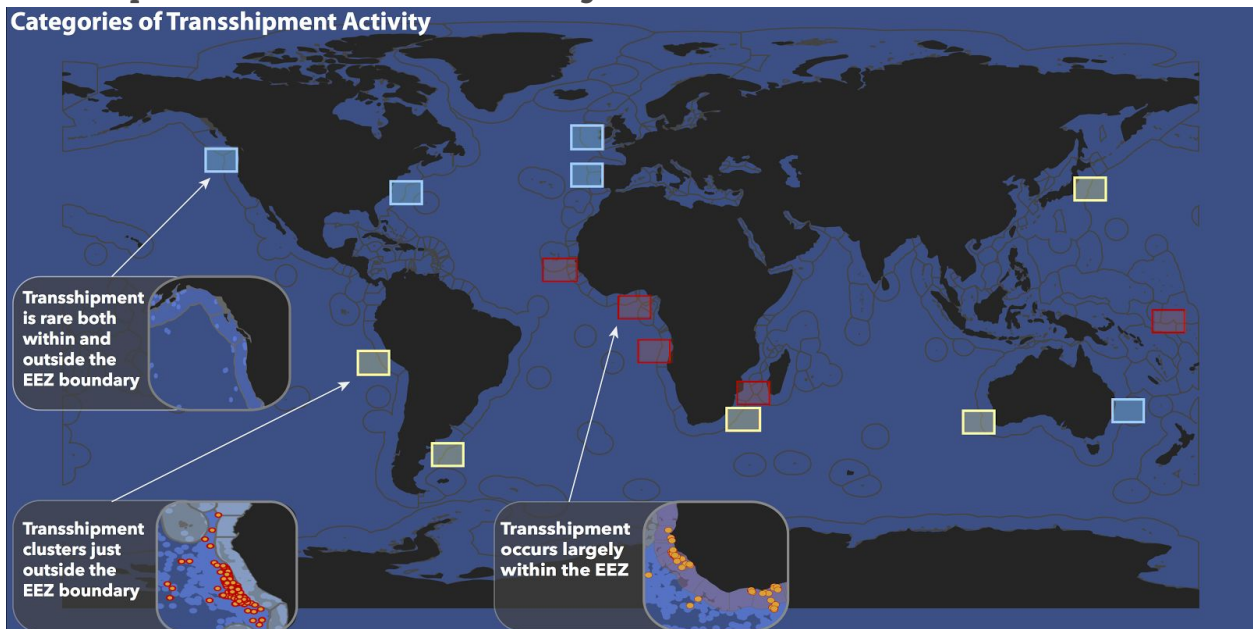 Categories of Transshipment Activity
Transshipment
is rare both
within and
outside the
EEZ boundary
Transshipment
clusters just
outside the
EEZ boundary
Transshipment
occurs largely
within the EEZ